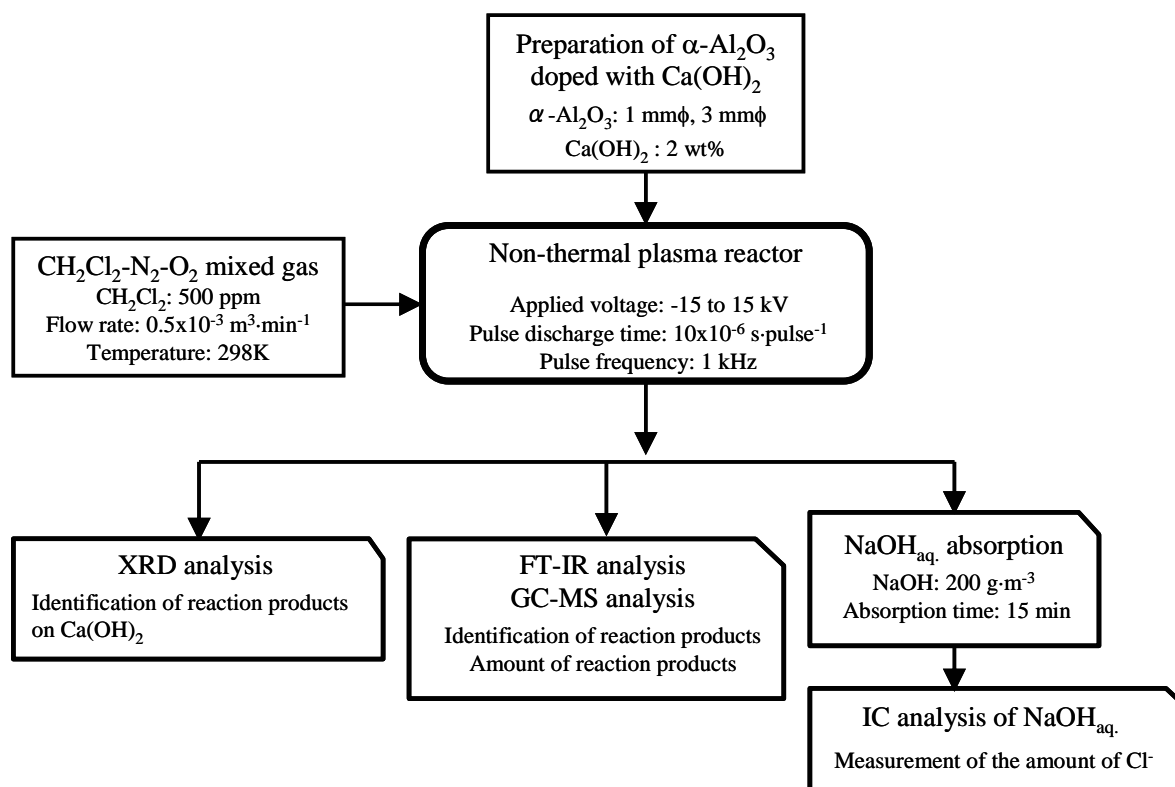 Preparation of α-Al₂O₃
doped with Ca(OH)₂
α-Al₂O₃: 1 mmϕ, 3 mmϕ
Ca(OH)₂ : 2 wt%
CH₂Cl₂-N₂-O₂ mixed gas
CH₂Cl₂: 500 ppm
Flow rate: 0.5x10⁻³ m³·min⁻¹
Temperature: 298K
Non-thermal plasma reactor
Applied voltage: -15 to 15 kV
Pulse discharge time: 10x10⁻⁶ s·pulse⁻¹
Pulse frequency: 1 kHz
XRD analysis
Identification of reaction products
on Ca(OH)₂
FT-IR analysis
GC-MS analysis
Identification of reaction products
Amount of reaction products
NaOHaq. absorption
NaOH: 200 g·m⁻³
Absorption time: 15 min
IC analysis of NaOHaq.
Measurement of the amount of Cl⁻